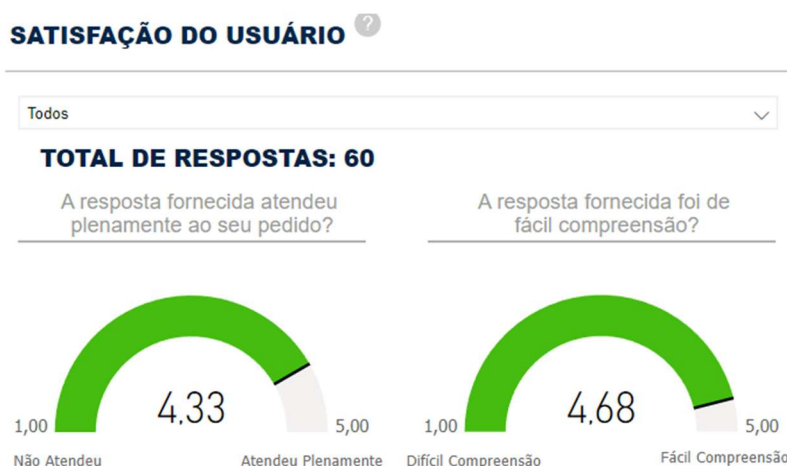 SATISFAÇÃO DO USUÁRIO ?
Todos
TOTAL DE RESPOSTAS: 60
A resposta fornecida atendeu
plenamente ao seu pedido?
4,33
1,00
5,00
Não Atendeu
Atendeu Plenamente
A resposta fornecida foi de
fácil compreensão?
4,68
1,00
5,00
Difícil Compreensão
Fácil Compreensão